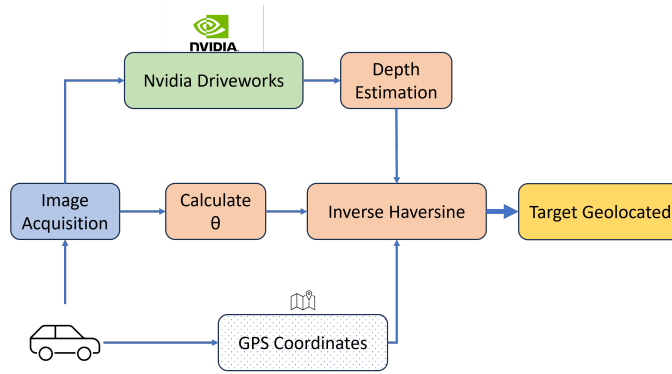 NVIDIA.
Nvidia Driveworks
Depth
Estimation
Image
Acquisition
Calculate
θ
Inverse Haversine
Target Geolocated
GPS Coordinates